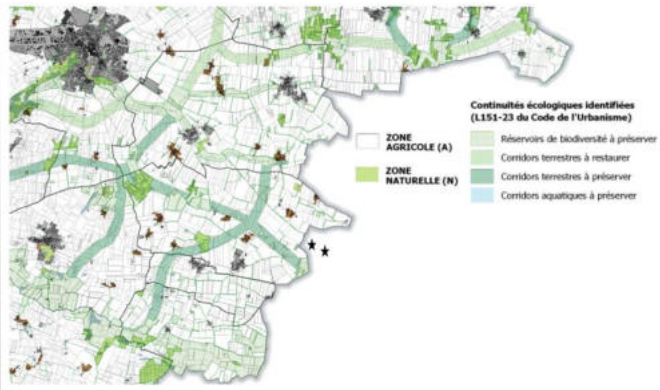 Continuités écologiques identifiées
(L151-23 du Code de l'Urbanisme)
ZONE
AGRICOLE (A)
ZONE
NATURELLE (N)
Réservoirs de biodiversité à préserver
Corridors terrestres à restaurer
Corridors terrestres à préserver
Corridors aquatiques à préserver